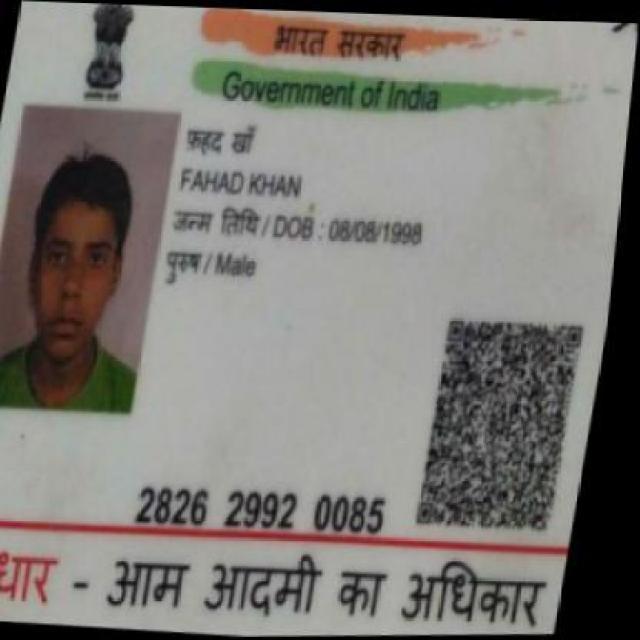 भारत सरकार
Government of India
फ़हद खाँ
FAHAD KHAN
जन्म तिथि / DOB : 08/08/1998
पुरुष / Male
2826 2992 0085
धार - आम आदमी का अधिकार